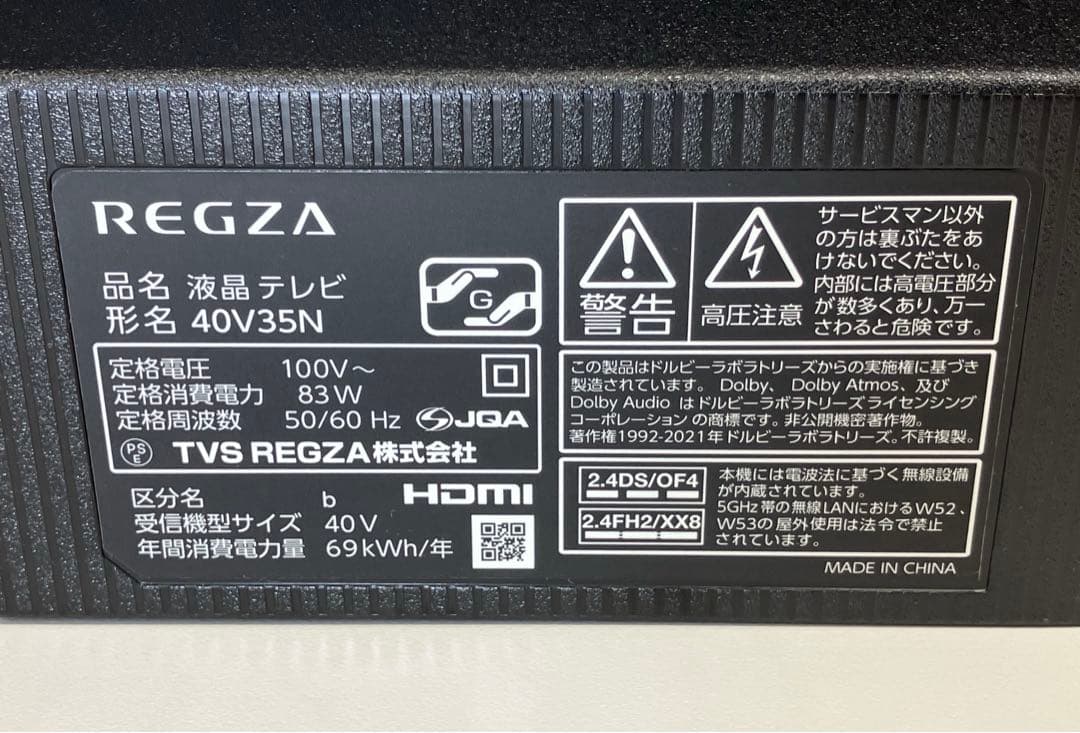 REGZA
品名 液晶テレビ
形名 40V35N
G
定格電圧 100V～
定格消費電力 83W
定格周波数 50/60 Hz
JQA
PS
E
TVS REGZA株式会社
区分名 b
HDMI
受信機型サイズ 40V
年間消費電力量 69kWh/年
警告
高圧注意
サービスマン以外
の方は裏ぶたをあ
けないでください。
内部には高電圧部分
が数多くあり、万一
さわると危険です。
この製品はドルビーラボラトリーズからの実施権に基づき
製造されています。 Dolby、 Dolby Atmos、及び
Dolby Audio はドルビーラボラトリーズライセンシング
コーポレーションの商標です。非公開機密著作物。
著作権1992-2021年ドルビーラボラトリーズ。不許複製。
2.4DS/OF4
2.4FH2/XX8
本機には電波法に基づく無線設備
が内蔵されています。
5GHz帯の無線LANにおけるW52、
W53の屋外使用は法令で禁止
されています。
MADE IN CHINA